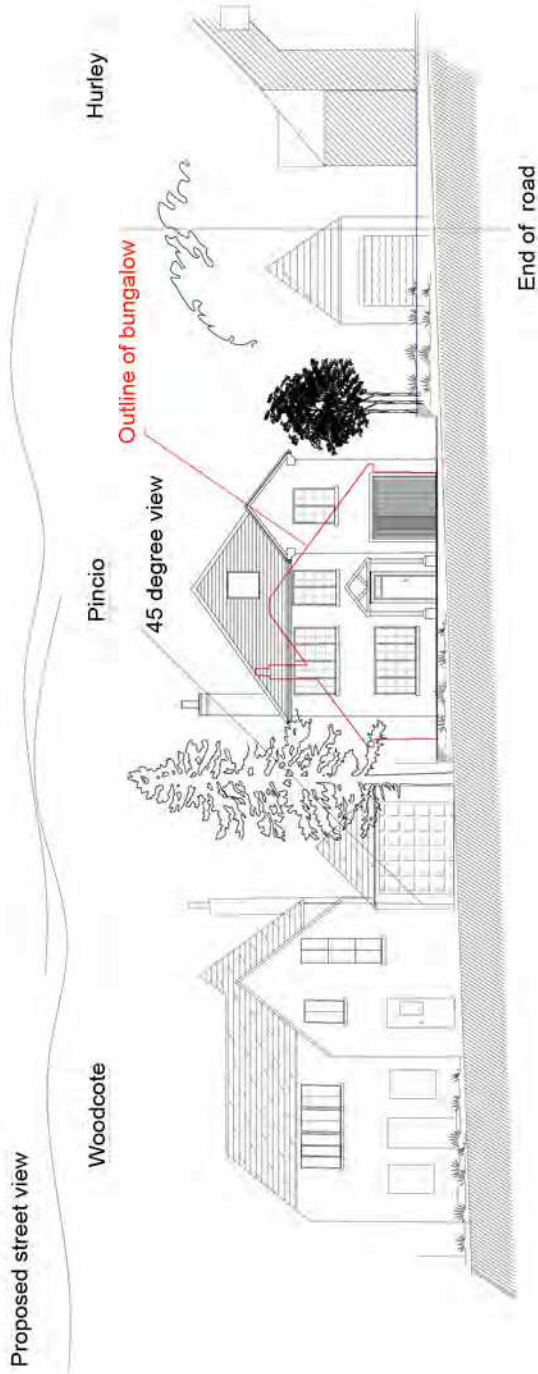 Proposed street view
Woodcote
Pincio
Hurley
45 degree view
Outline of bungalow
End of road